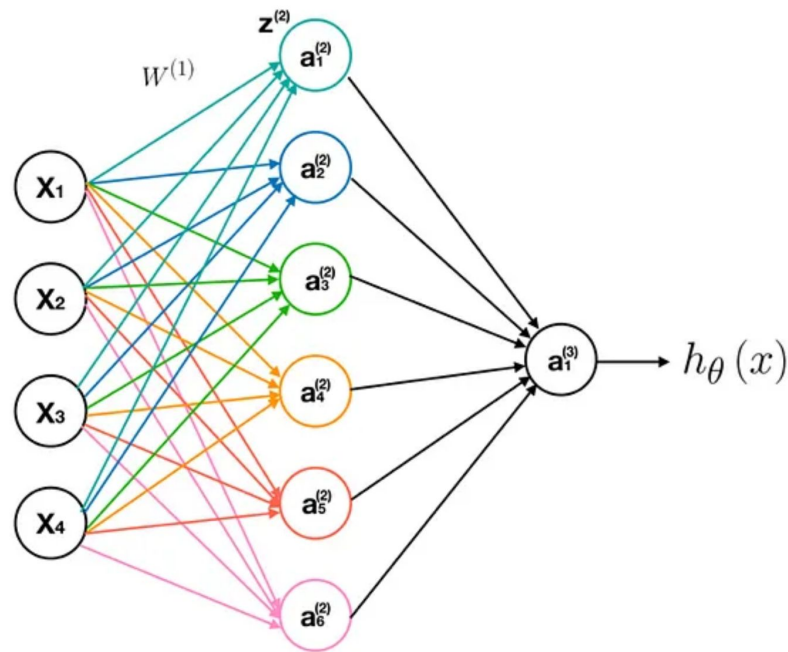 z⁽²⁾
W⁽¹⁾
a₁⁽²⁾
X₁
a₂⁽²⁾
X₂
a₃⁽²⁾
a₁⁽³⁾
h_θ (x)
X₃
a₄⁽²⁾
X₄
a₅⁽²⁾
a₆⁽²⁾